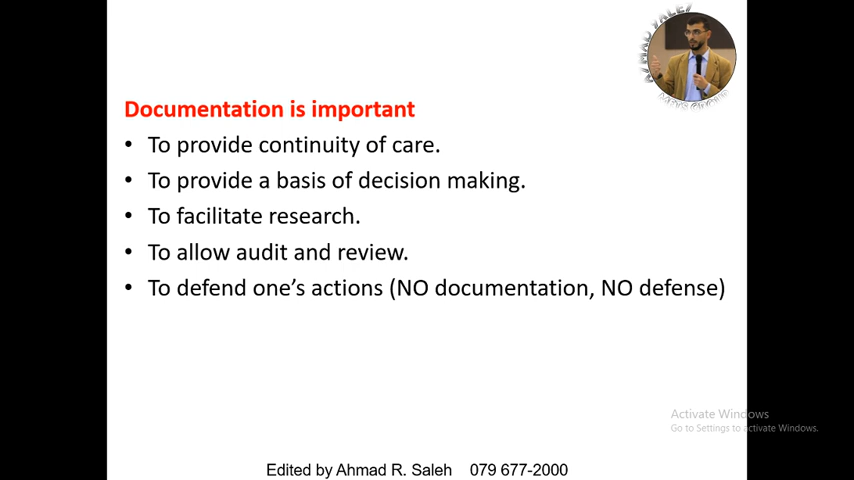 Documentation is important
• To provide continuity of care.
• To provide a basis of decision making.
• To facilitate research.
• To allow audit and review.
• To defend one’s actions (NO documentation, NO defense)
Activate Windows
Go to Settings to activate Windows.
Edited by Ahmad R. Saleh 079 677-2000